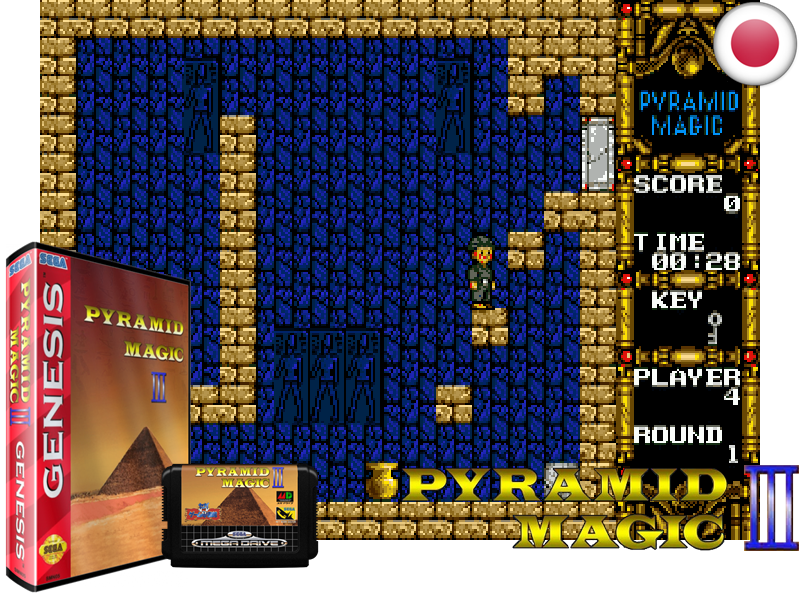 PYRAMID
MAGIC
SCORE
0
TIME
00:28
KEY
PLAYER
4
ROUND
1
SEGA
PYRAMID
MAGIC III
GENESIS
SEGA
GENESIS
PYRAMID
MAGIC
III
PYRAMID
MAGIC III
SEGA
MEGA DRIVE
PYRAMID
MAGIC III